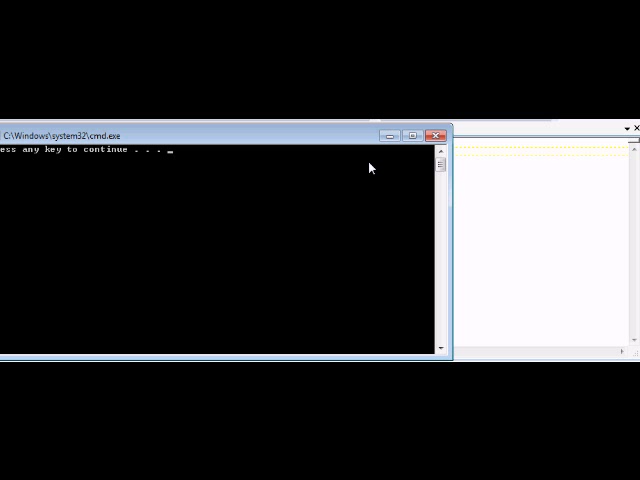 C:\Windows\system32\cmd.exe
ess any key to continue . . . _